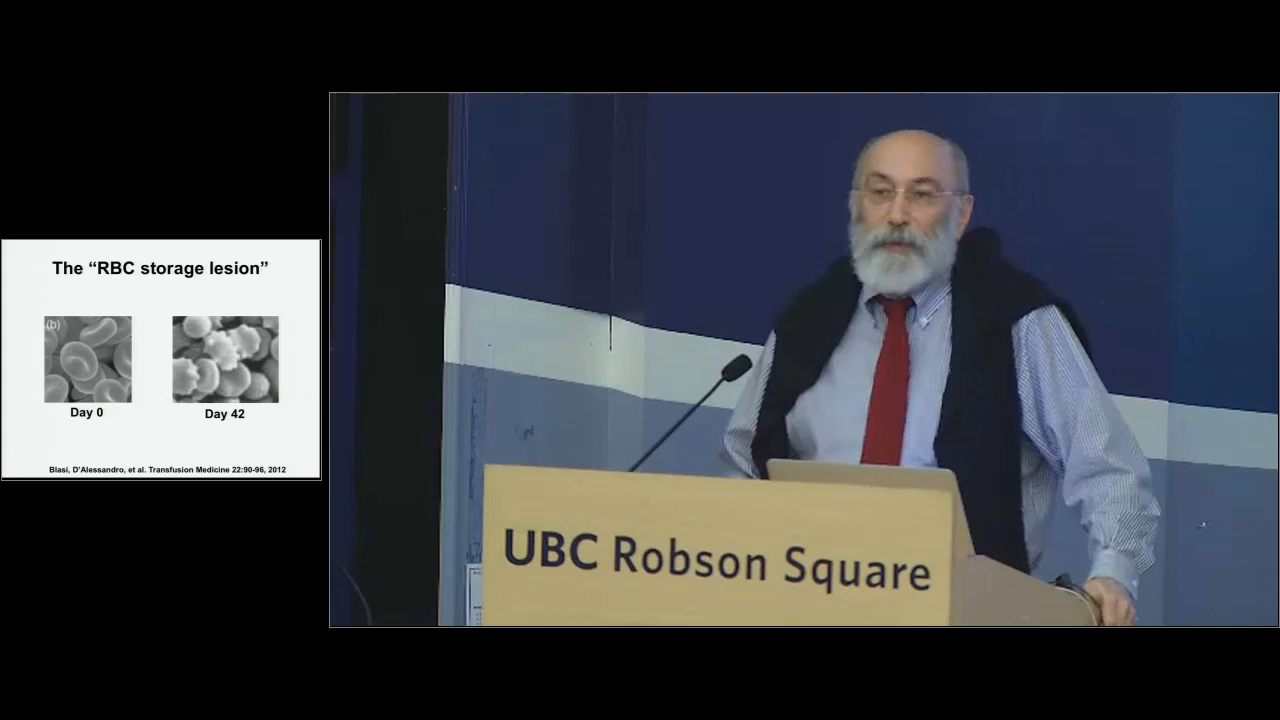 The “RBC storage lesion”
(b)
Day 0
Day 42
Blasi, D'Alessandro, et al. Transfusion Medicine 22:90-96, 2012
UBC Robson Square